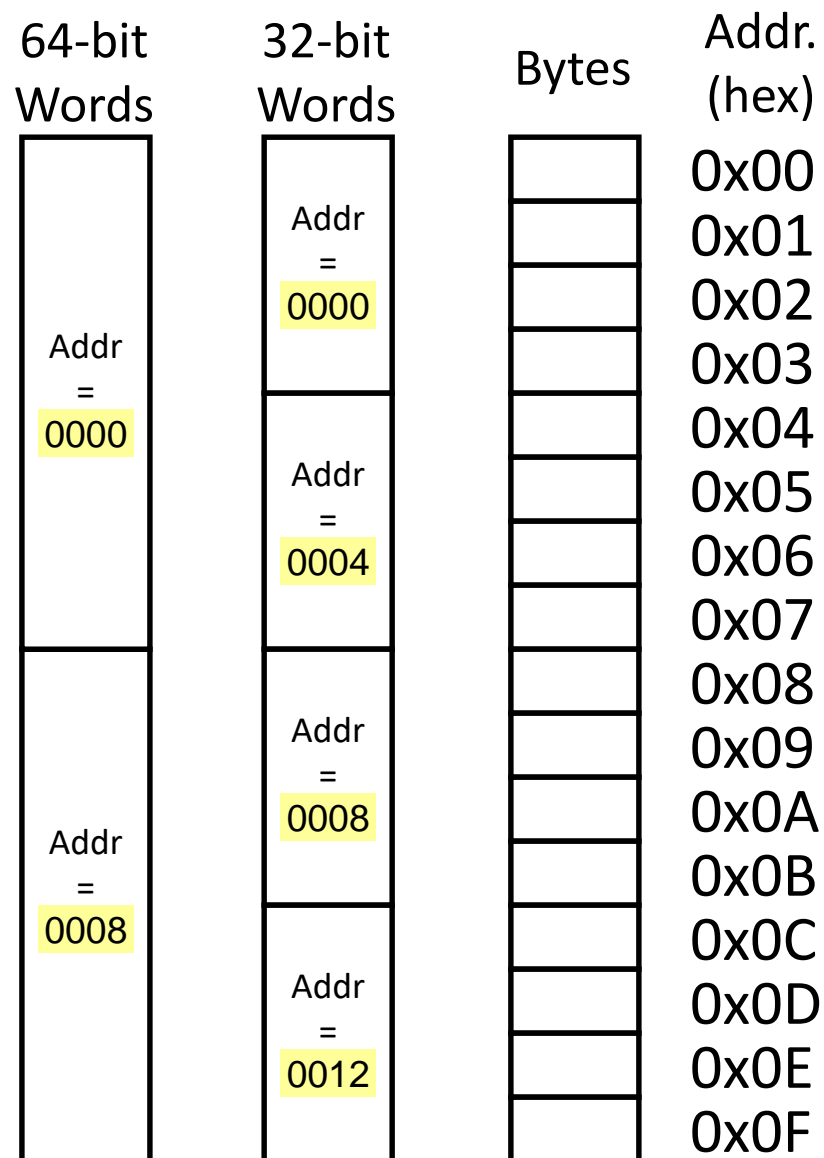 64-bit
Words
32-bit
Words
Bytes
Addr.
(hex)
Addr
=
0000
Addr
=
0008
Addr
=
0000
Addr
=
0004
Addr
=
0008
Addr
=
0012
0x00
0x01
0x02
0x03
0x04
0x05
0x06
0x07
0x08
0x09
0x0A
0x0B
0x0C
0x0D
0x0E
0x0F